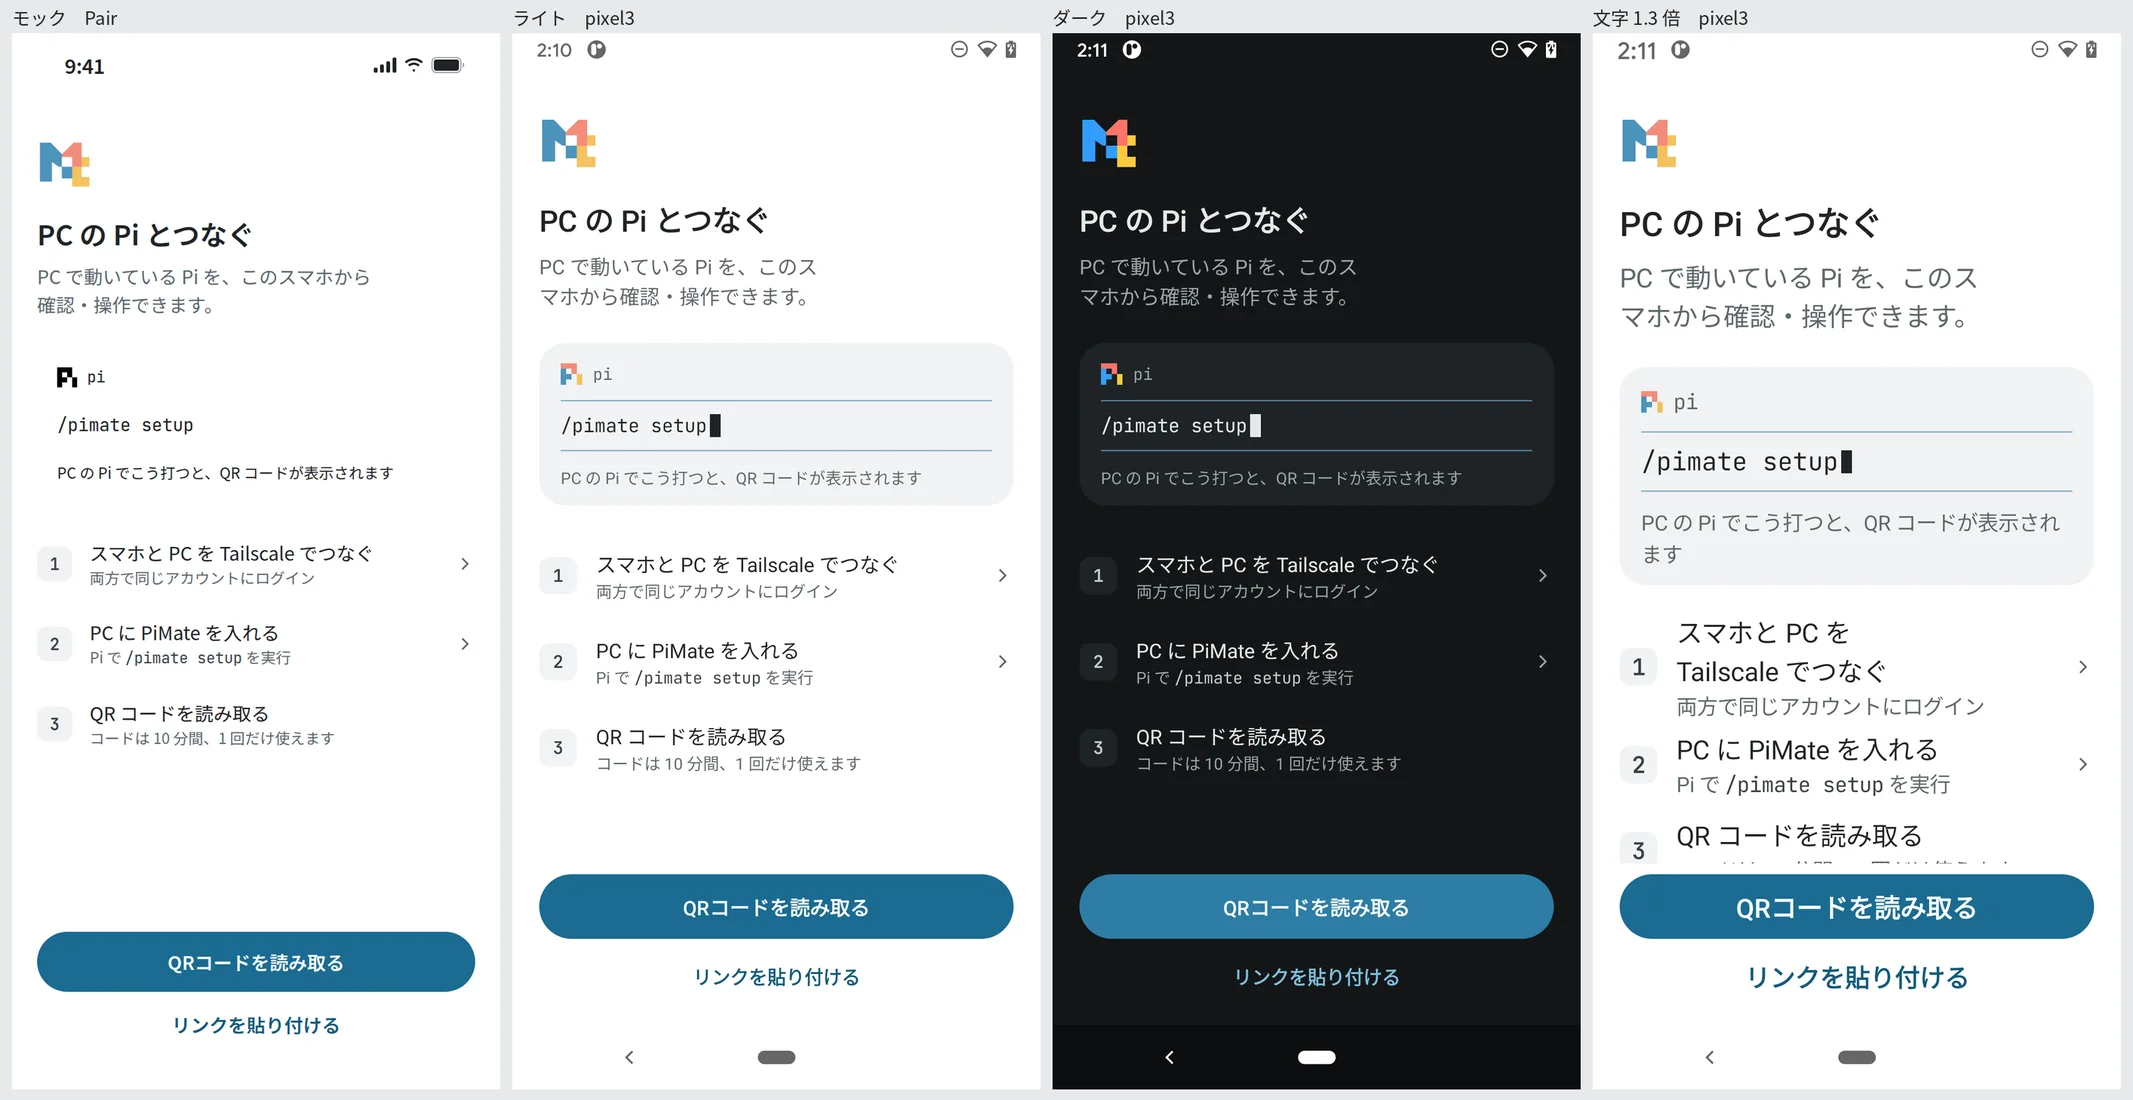 モック Pair
9:41
PC の Pi とつなぐ
PC で動いている Pi を、このスマホから
確認・操作できます。
pi
/pimate setup
PC の Pi でこう打つと、QR コードが表示されます
1
スマホと PC を Tailscale でつなぐ
両方で同じアカウントにログイン
2
PC に PiMate を入れる
Pi で /pimate setup を実行
3
QR コードを読み取る
コードは 10 分間、1 回だけ使えます
QRコードを読み取る
リンクを貼り付ける
ライト pixel3
2:10
PC の Pi とつなぐ
PC で動いている Pi を、このス
マホから確認・操作できます。
pi
/pimate setup
PC の Pi でこう打つと、QR コードが表示されます
1
スマホと PC を Tailscale でつなぐ
両方で同じアカウントにログイン
2
PC に PiMate を入れる
Pi で /pimate setup を実行
3
QR コードを読み取る
コードは 10 分間、1 回だけ使えます
QRコードを読み取る
リンクを貼り付ける
ダーク pixel3
2:11
PC の Pi とつなぐ
PC で動いている Pi を、このス
マホから確認・操作できます。
pi
/pimate setup
PC の Pi でこう打つと、QR コードが表示されます
1
スマホと PC を Tailscale でつなぐ
両方で同じアカウントにログイン
2
PC に PiMate を入れる
Pi で /pimate setup を実行
3
QR コードを読み取る
コードは 10 分間、1 回だけ使えます
QRコードを読み取る
リンクを貼り付ける
文字 1.3 倍 pixel3
2:11
PC の Pi とつなぐ
PC で動いている Pi を、このス
マホから確認・操作できます。
pi
/pimate setup
PC の Pi でこう打つと、QR コードが表示され
ます
1
スマホと PC を
Tailscale でつなぐ
両方で同じアカウントにログイン
2
PC に PiMate を入れる
Pi で /pimate setup を実行
3
QR コードを読み取る
QRコードを読み取る
リンクを貼り付ける